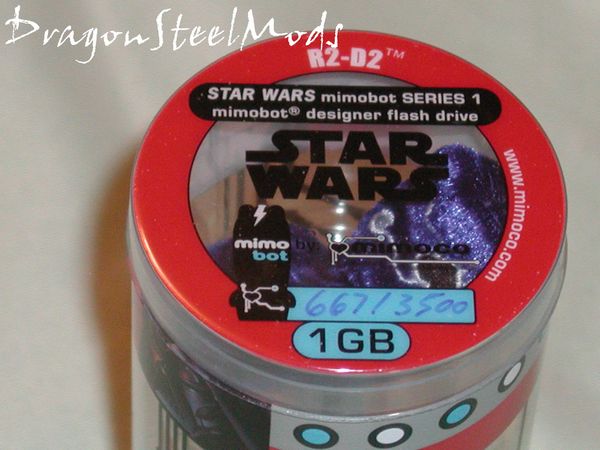 DragonSteelMods
R2-D2™
STAR WARS mimobot SERIES 1
mimobot® designer flash drive
STAR
WARS
www.mimoco.com
mimo
bot
by: mimoco
667/3500
1GB